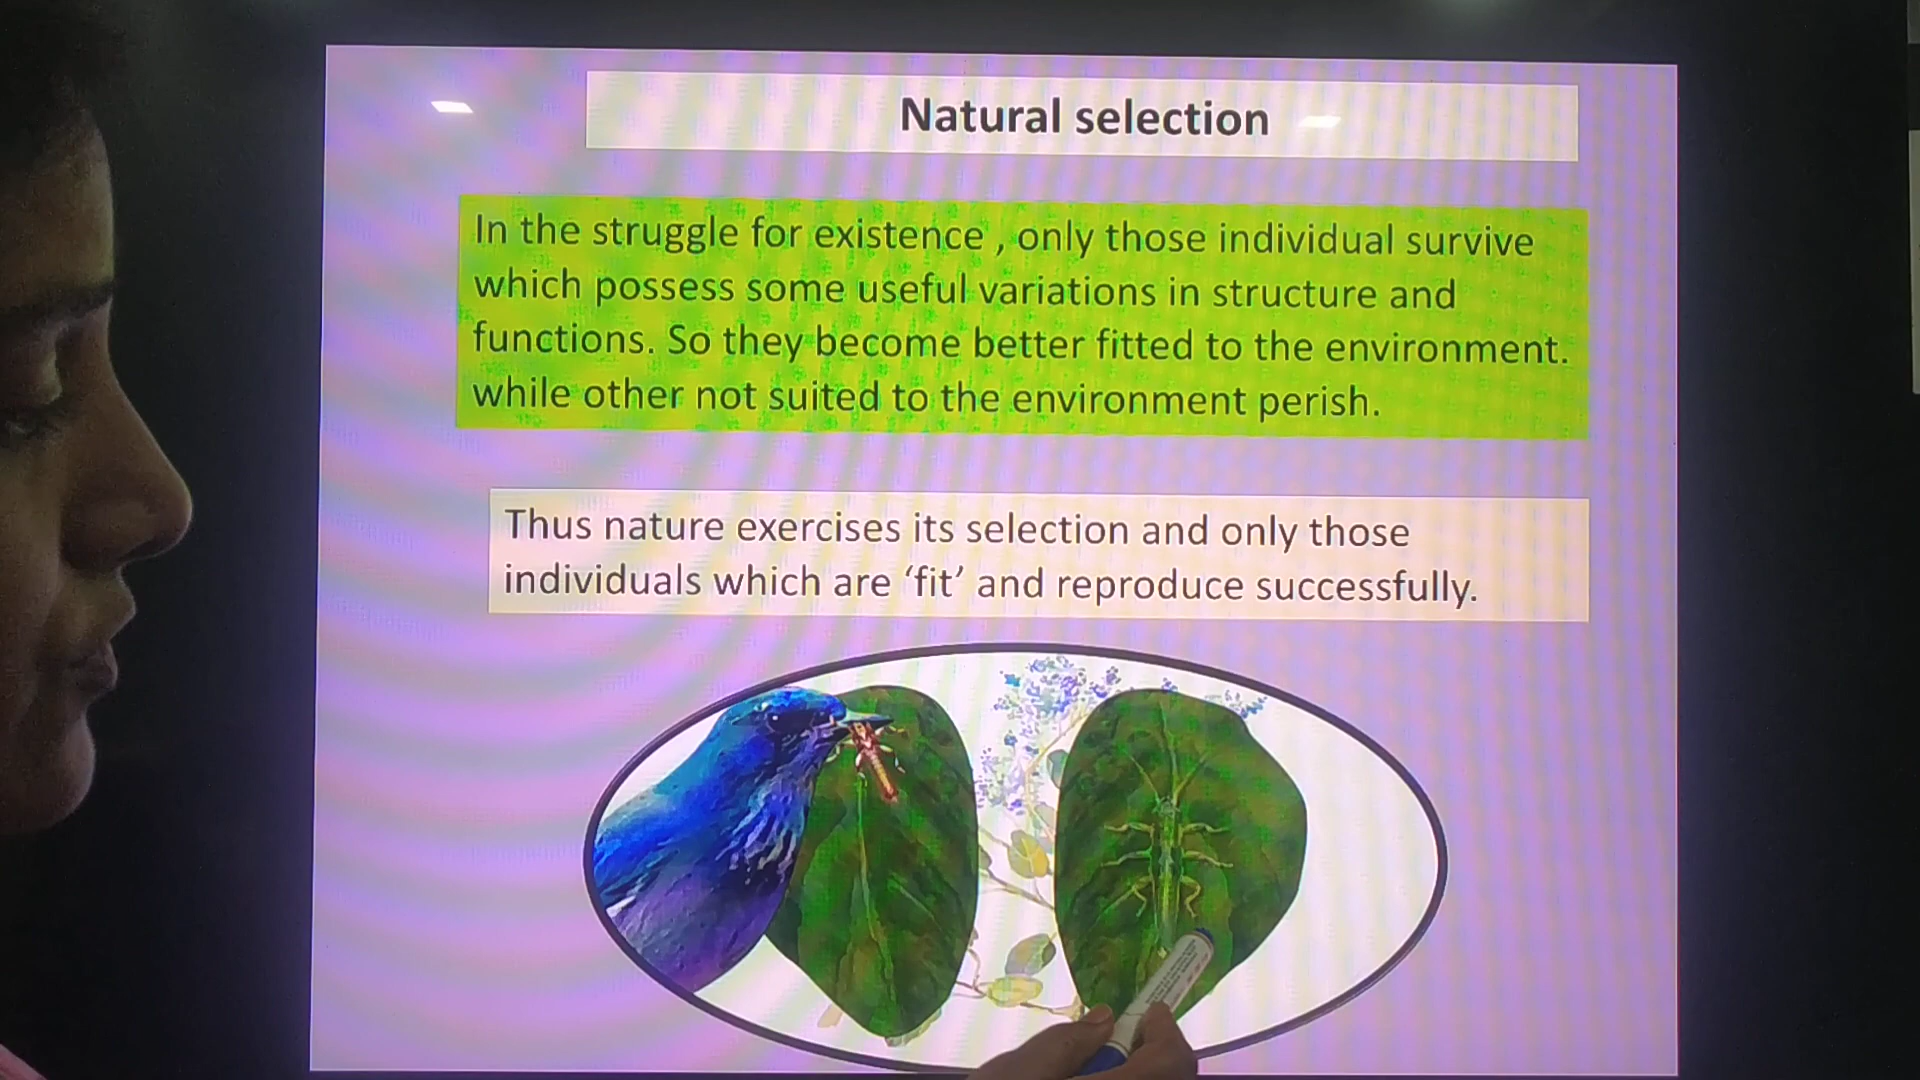 Natural selection
In the struggle for existence , only those individual survive
which possess some useful variations in structure and
functions. So they become better fitted to the environment.
while other not suited to the environment perish.
Thus nature exercises its selection and only those
individuals which are ‘fit’ and reproduce successfully.